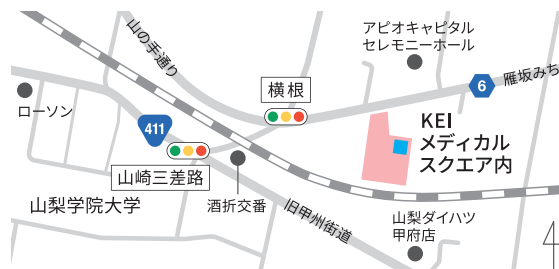 山の手通り
アピオキャピタル
セレモニーホール
雁坂みち
6
横根
ローソン
411
KEI
メディカル
スクエア内
山崎三差路
山梨学院大学
酒折交番
旧甲州街道
山梨ダイハツ
甲府店